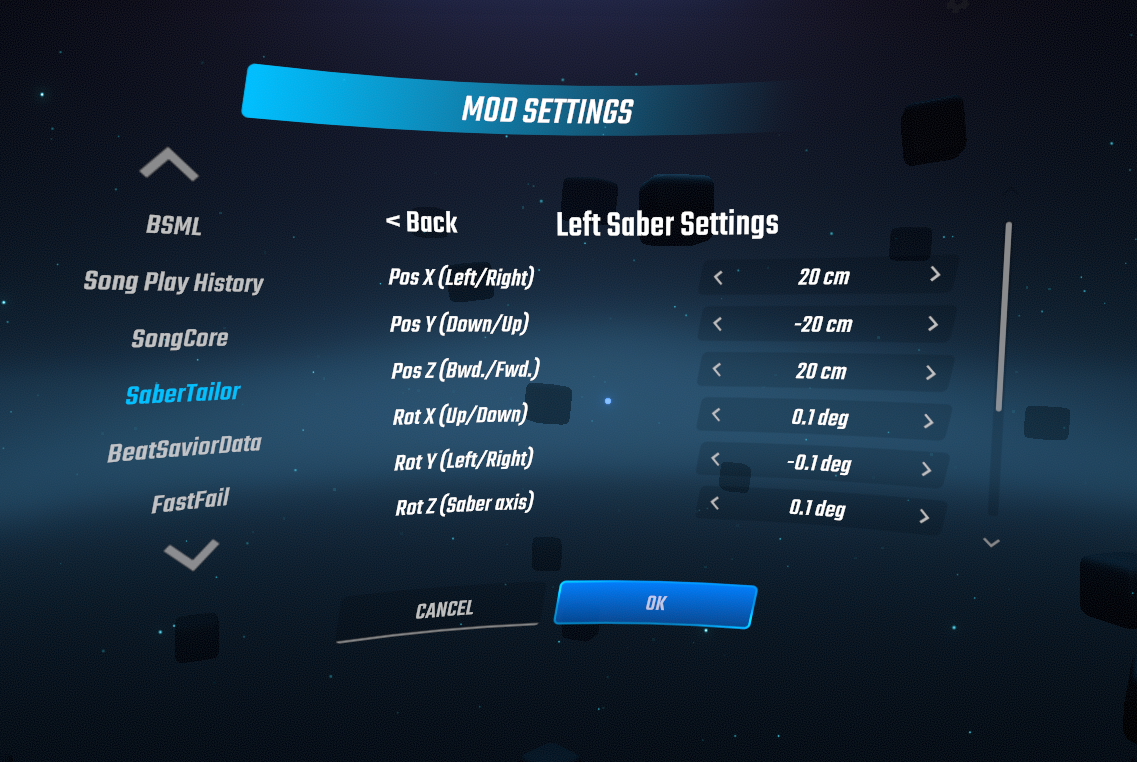 MOD SETTINGS
BSML
Song Play History
SongCore
SaberTailor
BeatSaviorData
FastFail
< Back
Left Saber Settings
Pos X (Left/Right)
20 cm
Pos Y (Down/Up)
-20 cm
Pos Z (Bwd./Fwd.)
20 cm
Rot X (Up/Down)
0.1 deg
Rot Y (Left/Right)
-0.1 deg
Rot Z (Saber axis)
0.1 deg
CANCEL
OK